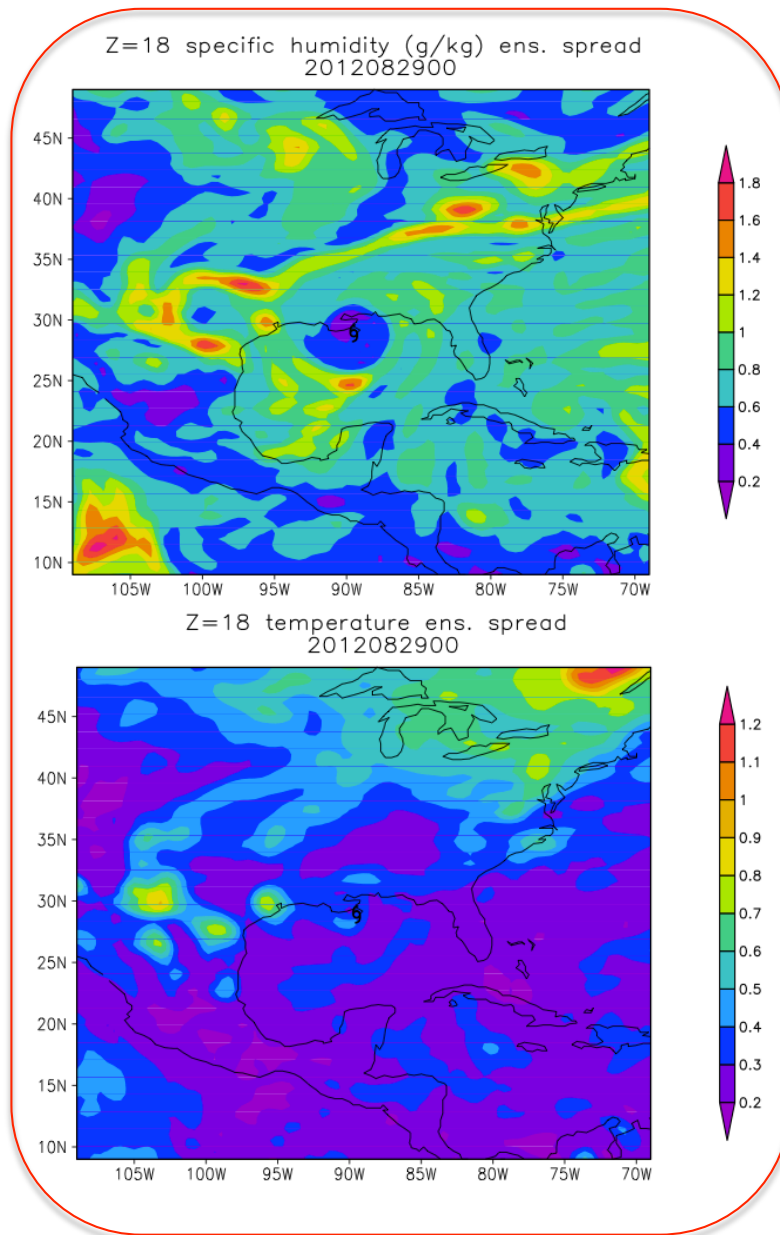 Z=18 specific humidity (g/kg) ens. spread
2012082900
45N
40N
35N
30N
25N
20N
15N
10N
105W 100W 95W 90W 85W 80W 75W 70W
1.8
1.6
1.4
1.2
1
0.8
0.6
0.4
0.2
Z=18 temperature ens. spread
2012082900
45N
40N
35N
30N
25N
20N
15N
10N
105W 100W 95W 90W 85W 80W 75W 70W
1.2
1.1
1
0.9
0.8
0.7
0.6
0.5
0.4
0.3
0.2